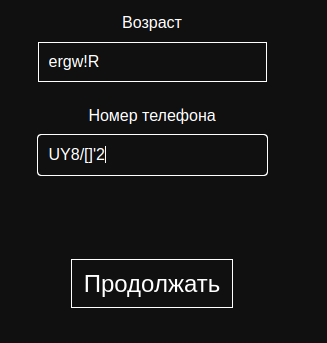 Возраст
ergw!R
Номер телефона
UY8/[]'2
Продолжать